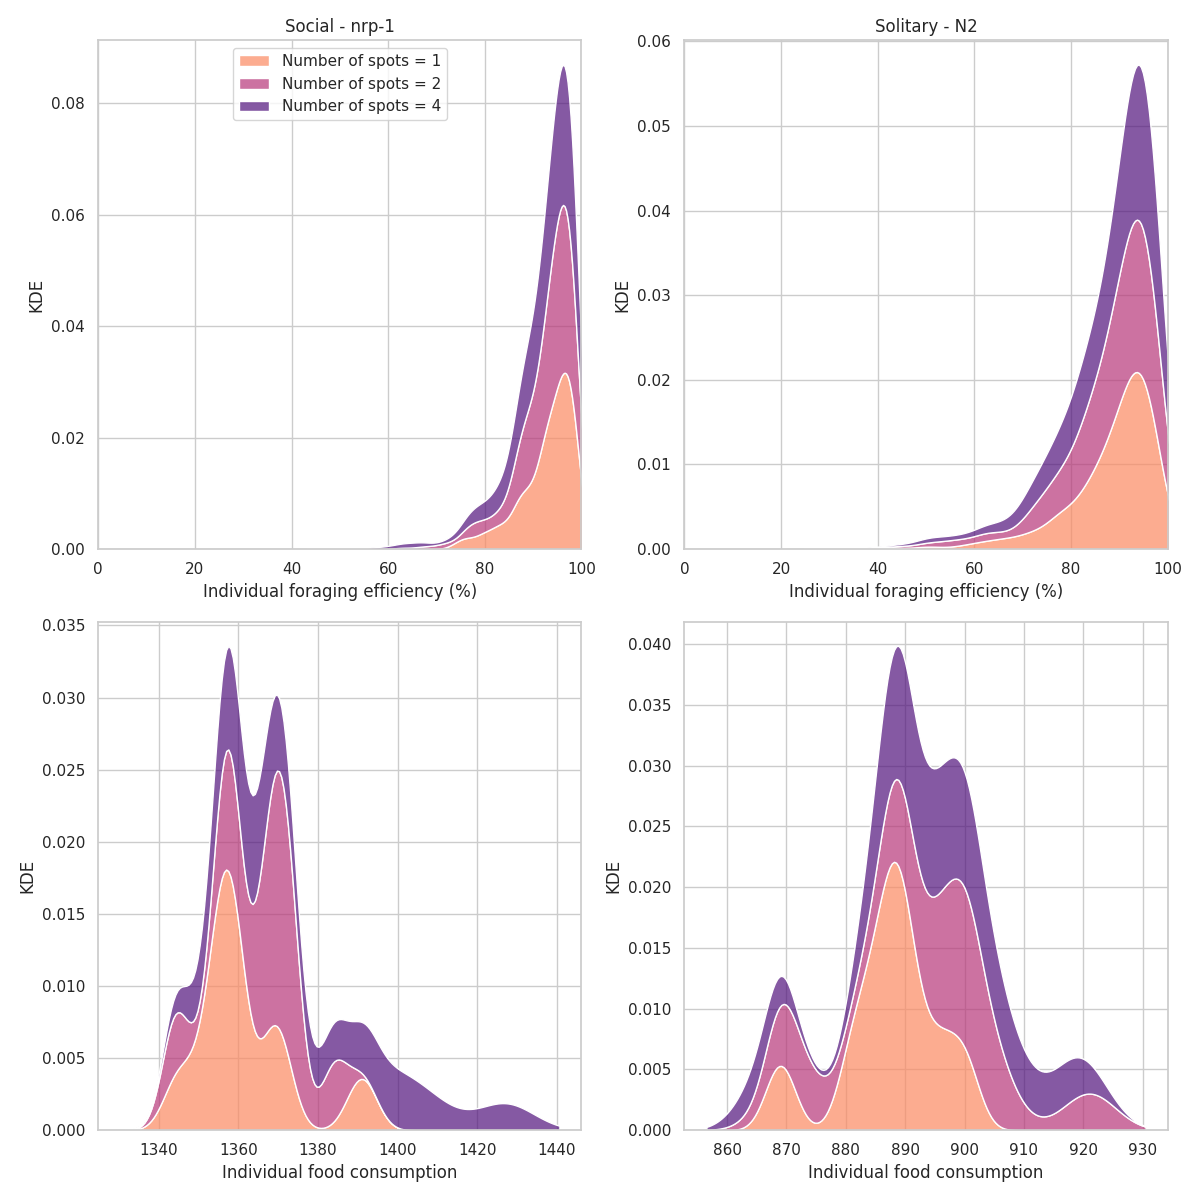 Social - nrp-1
Number of spots = 1
Number of spots = 2
Number of spots = 4
KDE
0.08
0.06
0.04
0.02
0.00
0 20 40 60 80 100
Individual foraging efficiency (%)
Solitary - N2
KDE
0.06
0.05
0.04
0.03
0.02
0.01
0.00
0 20 40 60 80 100
Individual foraging efficiency (%)
KDE
0.035
0.030
0.025
0.020
0.015
0.010
0.005
0.000
1340 1360 1380 1400 1420 1440
Individual food consumption
KDE
0.040
0.035
0.030
0.025
0.020
0.015
0.010
0.005
0.000
860 870 880 890 900 910 920 930
Individual food consumption